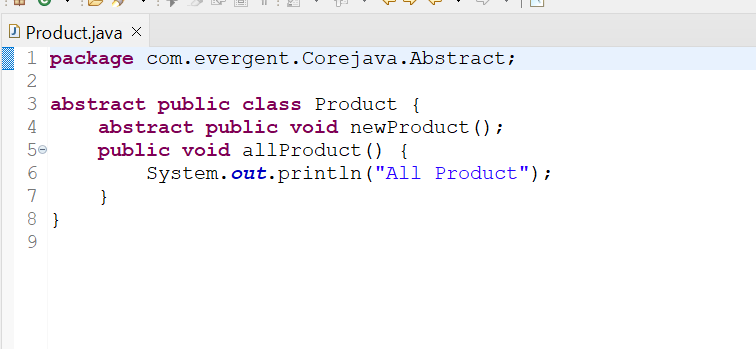 Product.java
1 package com.evergent.Corejava.Abstract;
2
3 abstract public class Product {
4     abstract public void newProduct();
5     public void allProduct() {
6         System.out.println("All Product");
7     }
8 }
9